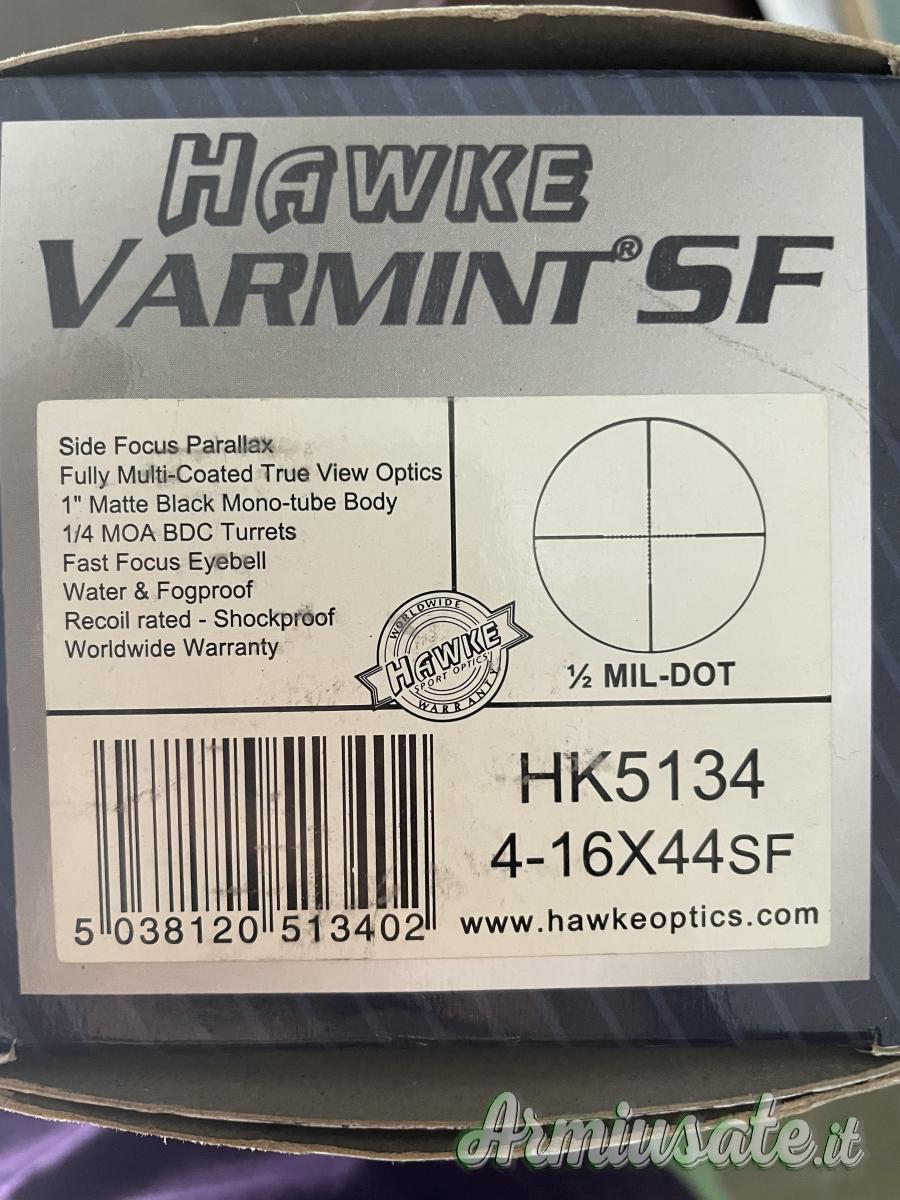 HAWKE
VARMINT® SF
Side Focus Parallax
Fully Multi-Coated True View Optics
1" Matte Black Mono-tube Body
1/4 MOA BDC Turrets
Fast Focus Eyebell
Water & Fogproof
Recoil rated - Shockproof
Worldwide Warranty
WORLDWIDE
HAWKE
SPORT OPTICS
WARRANTY
½ MIL-DOT
HK5134
4-16X44SF
www.hawkeoptics.com
5 038120 513402
Armiusate.it